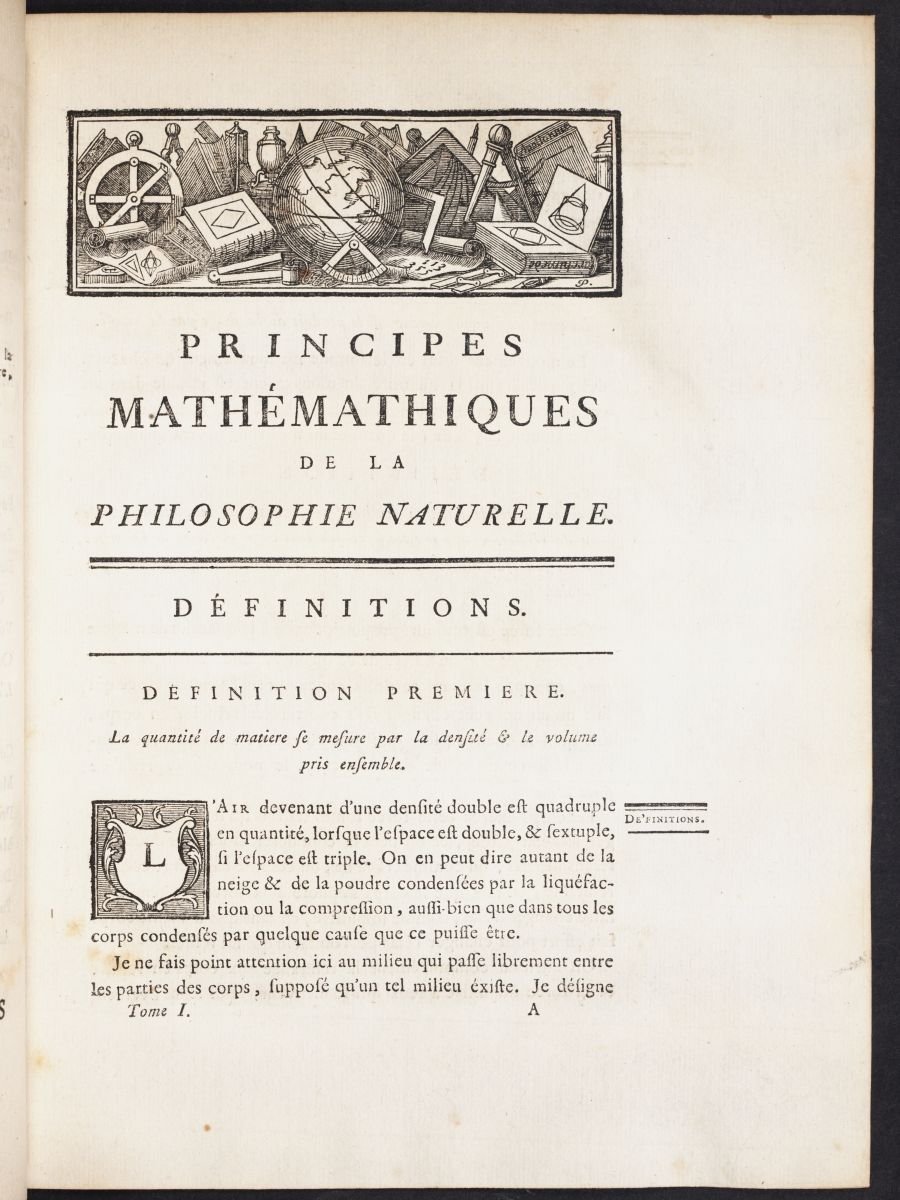 PRINCIPES
MATHÉMATHIQUES
DE LA
PHILOSOPHIE NATURELLE.
DÉFINITIONS.
DÉFINITION PREMIERE.
La quantité de matiere ſe meſure par la denſité & le volume
pris enſemble.
L'AIR devenant d'une denſité double eſt quadruple
en quantité, lorſque l'eſpace eſt double, & ſextuple,
ſi l'eſpace eſt triple. On en peut dire autant de la
neige & de la poudre condenſées par la liquéfac-
tion ou la compreſſion, auſſi-bien que dans tous les
corps condenſés par quelque cauſe que ce puiſſe être.
DE'FINITIONS.
Je ne fais point attention ici au milieu qui paſſe librement entre
les parties des corps, ſuppoſé qu'un tel milieu éxiſte. Je déſigne
Tome I. A